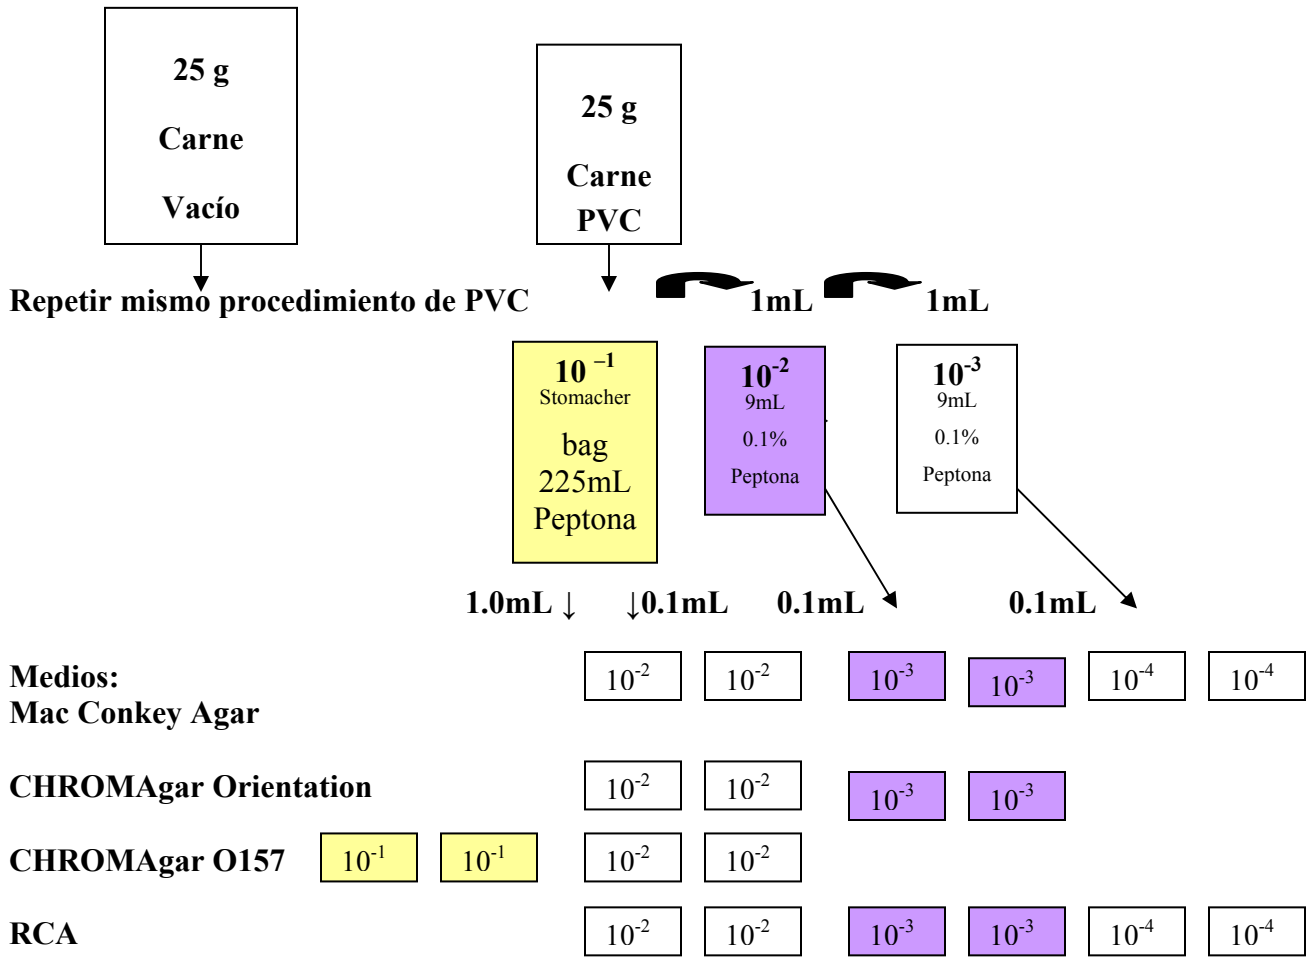 25 g
Carne
Vacío
25 g
Carne
PVC
Repetir mismo procedimiento de PVC
1mL
1mL
10 –1
Stomacher
bag
225mL
Peptona
10-2
9mL
0.1%
Peptona
10-3
9mL
0.1%
Peptona
1.0mL ↓ ↓0.1mL 0.1mL 0.1mL
Medios:
Mac Conkey Agar
10-2 10-2 10-3 10-3 10-4 10-4
CHROMAgar Orientation 10-2 10-2 10-3 10-3
CHROMAgar O157 10-1 10-1 10-2 10-2
RCA 10-2 10-2 10-3 10-3 10-4 10-4